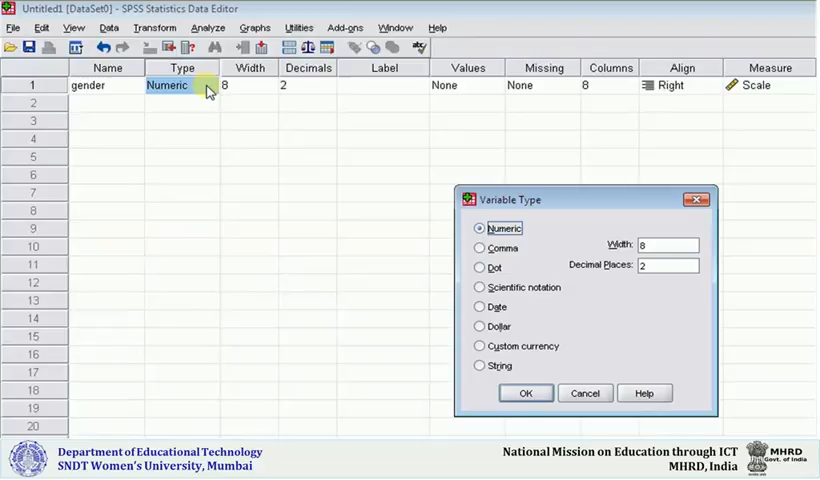 Untitled1 [DataSet0] - SPSS Statistics Data Editor
File Edit View Data Transform Analyze Graphs Utilities Add-ons Window Help
Name Type Width Decimals Label Values Missing Columns Align Measure
1 gender Numeric 8 2 None None 8 Right Scale
2
3
4
5
6
7
8
9
10
11
12
13
14
15
16
17
18
19
20
Variable Type
Numeric
Comma
Dot
Scientific notation
Date
Dollar
Custom currency
String
Width: 8
Decimal Places: 2
OK Cancel Help
Department of Educational Technology
SNDT Women's University, Mumbai
National Mission on Education through ICT
MHRD, India
MHRD
Govt. of India